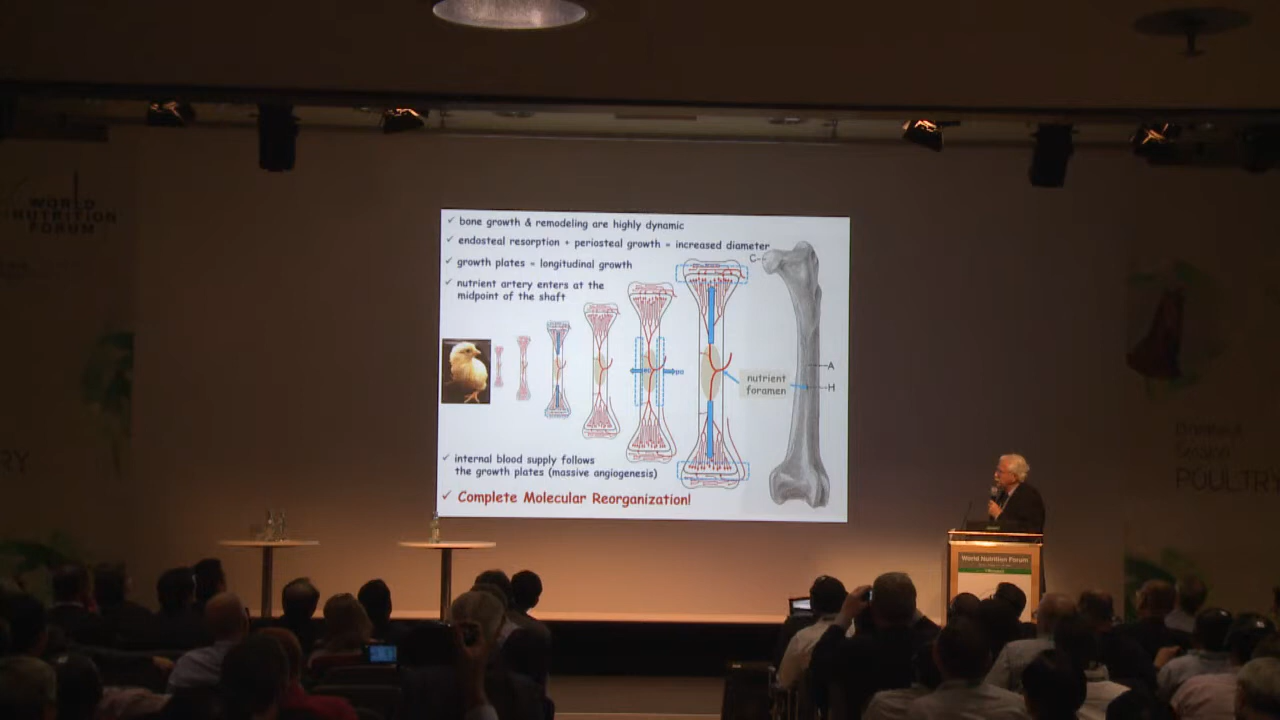 WORLD
NUTRITION
FORUM
✓ bone growth & remodeling are highly dynamic
✓ endosteal resorption + periosteal growth = increased diameter
✓ growth plates = longitudinal growth
✓ nutrient artery enters at the
midpoint of the shaft
C
A
H
nutrient
foramen
✓ internal blood supply follows
the growth plates (massive angiogenesis)
✓ Complete Molecular Reorganization!
World Nutrition Forum
RY
POULTRY